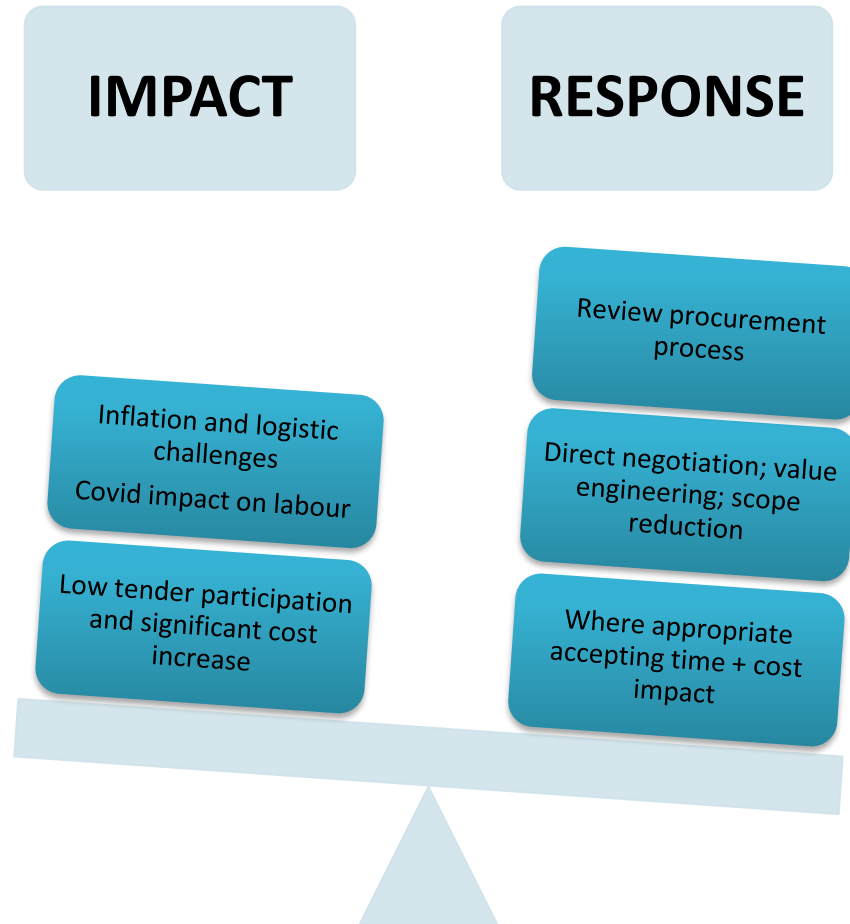 IMPACT
RESPONSE
Inflation and logistic
challenges
Covid impact on labour
Low tender participation
and significant cost
increase
Review procurement
process
Direct negotiation; value
engineering; scope
reduction
Where appropriate
accepting time + cost
impact